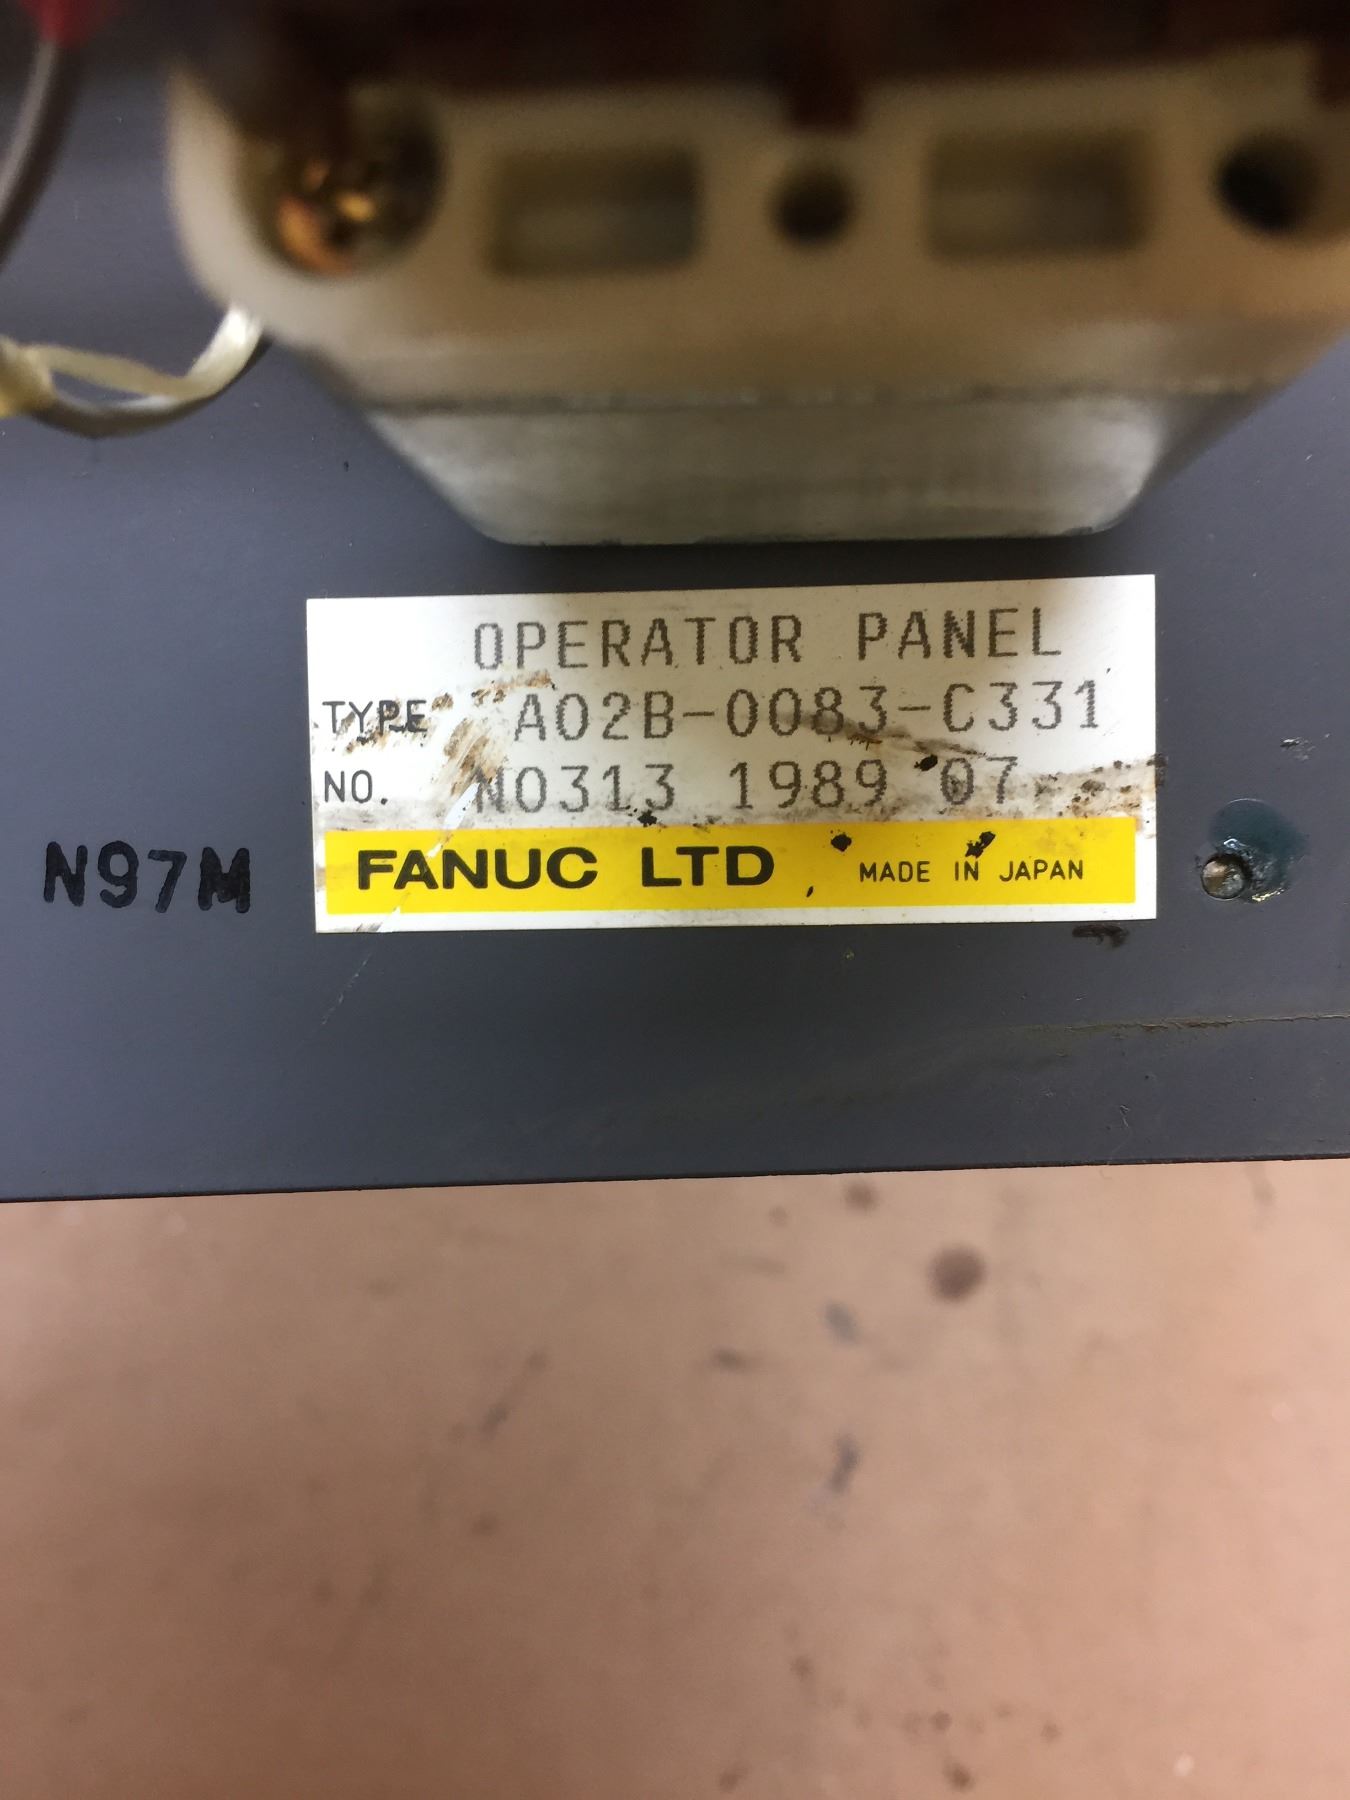 OPERATOR PANEL
TYPE A02B-0083-C331
NO. N0313 1989 07
FANUC LTD MADE IN JAPAN
N97M